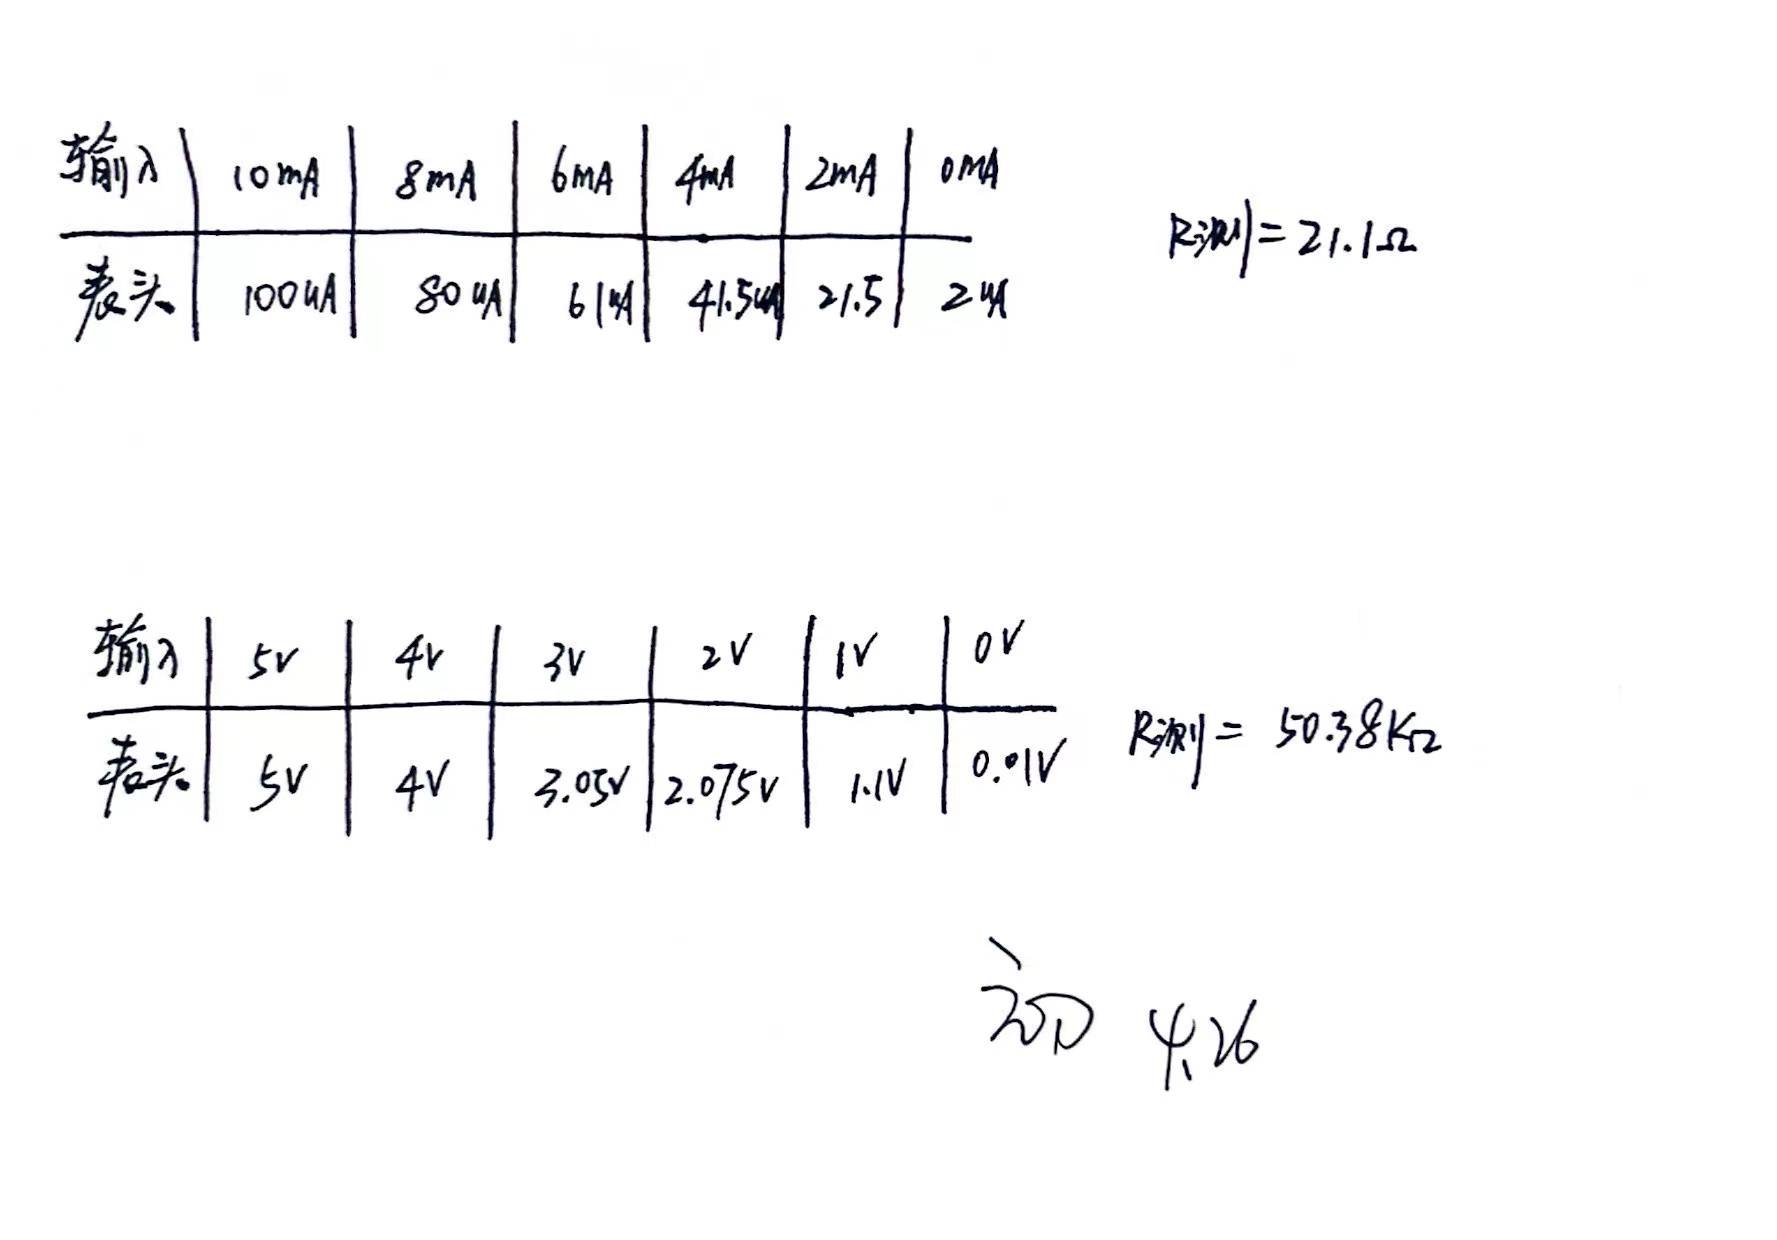 输入 10mA 8mA 6mA 4mA 2mA 0mA
表头 100uA 80uA 61uA 41.5uA 21.5 2uA
R测=21.1Ω
输入 5V 4V 3V 2V 1V 0V
表头 5V 4V 3.05V 2.075V 1.1V 0.01V
R测= 50.38KΩ
4.26